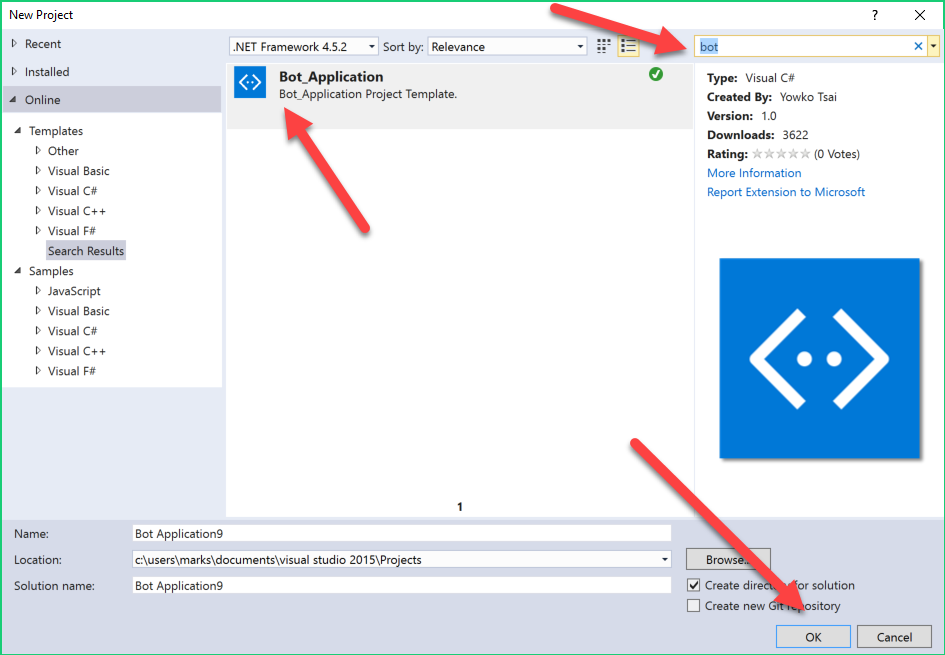 New Project
?
Recent
Installed
Online
Templates
Other
Visual Basic
Visual C#
Visual C++
Visual F#
Search Results
Samples
JavaScript
Visual Basic
Visual C#
Visual C++
Visual F#
.NET Framework 4.5.2 Sort by: Relevance
Bot_Application
Bot_Application Project Template.
1
bot
Type: Visual C#
Created By: Yowko Tsai
Version: 1.0
Downloads: 3622
Rating: (0 Votes)
More Information
Report Extension to Microsoft
Name: Bot Application9
Location: c:\users\marks\documents\visual studio 2015\Projects
Browse...
Solution name: Bot Application9
Create directory for solution
Create new Git repository
OK Cancel